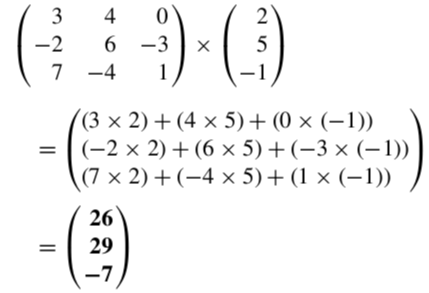 3 4 0 2
−2 6 −3 × 5
7 −4 1 −1
(3 × 2) + (4 × 5) + (0 × (−1))
= (−2 × 2) + (6 × 5) + (−3 × (−1))
(7 × 2) + (−4 × 5) + (1 × (−1))
26
= 29
−7